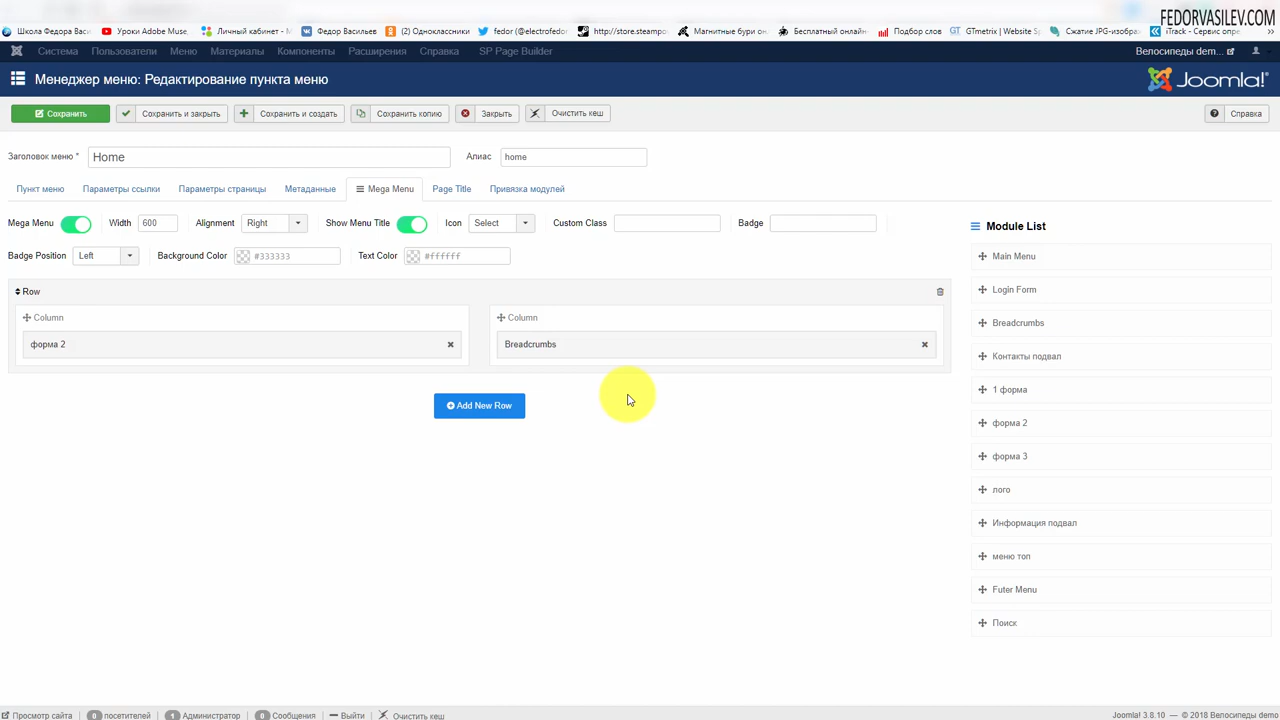 FEDORVASILEV.COM
Школа Федора Васи
Уроки Adobe Muse,
Личный кабинет - М
Федор Васильев
(2) Одноклассники
fedor (@electrofedor
http://store.steampo
Магнитные бури он
Бесплатный онлайн
Подбор слов
GTmetrix | Website S
Сжатие JPG-изобра
iTrack - Сервис опре
Система Пользователи Меню Материалы Компоненты Расширения Справка SP Page Builder
Велосипеды dem...
Менеджер меню: Редактирование пункта меню
Joomla!
Сохранить Сохранить и закрыть Сохранить и создать Сохранить копию Закрыть Очистить кеш Справка
Заголовок меню * Home Алиас home
Пункт меню Параметры ссылки Параметры страницы Метаданные Mega Menu Page Title Привязка модулей
Mega Menu Width 600 Alignment Right Show Menu Title Icon Select Custom Class Badge
Badge Position Left Background Color #333333 Text Color #ffffff
Row
Column
форма 2
Column
Breadcrumbs
Add New Row
Module List
Main Menu
Login Form
Breadcrumbs
Контакты подвал
1 форма
форма 2
форма 3
лого
Информация подвал
меню топ
Futer Menu
Поиск
Просмотр сайта 0 посетителей 1 Администратор 0 Сообщения Выйти Очистить кеш
Joomla! 3.8.10 — © 2018 Велосипеды demo